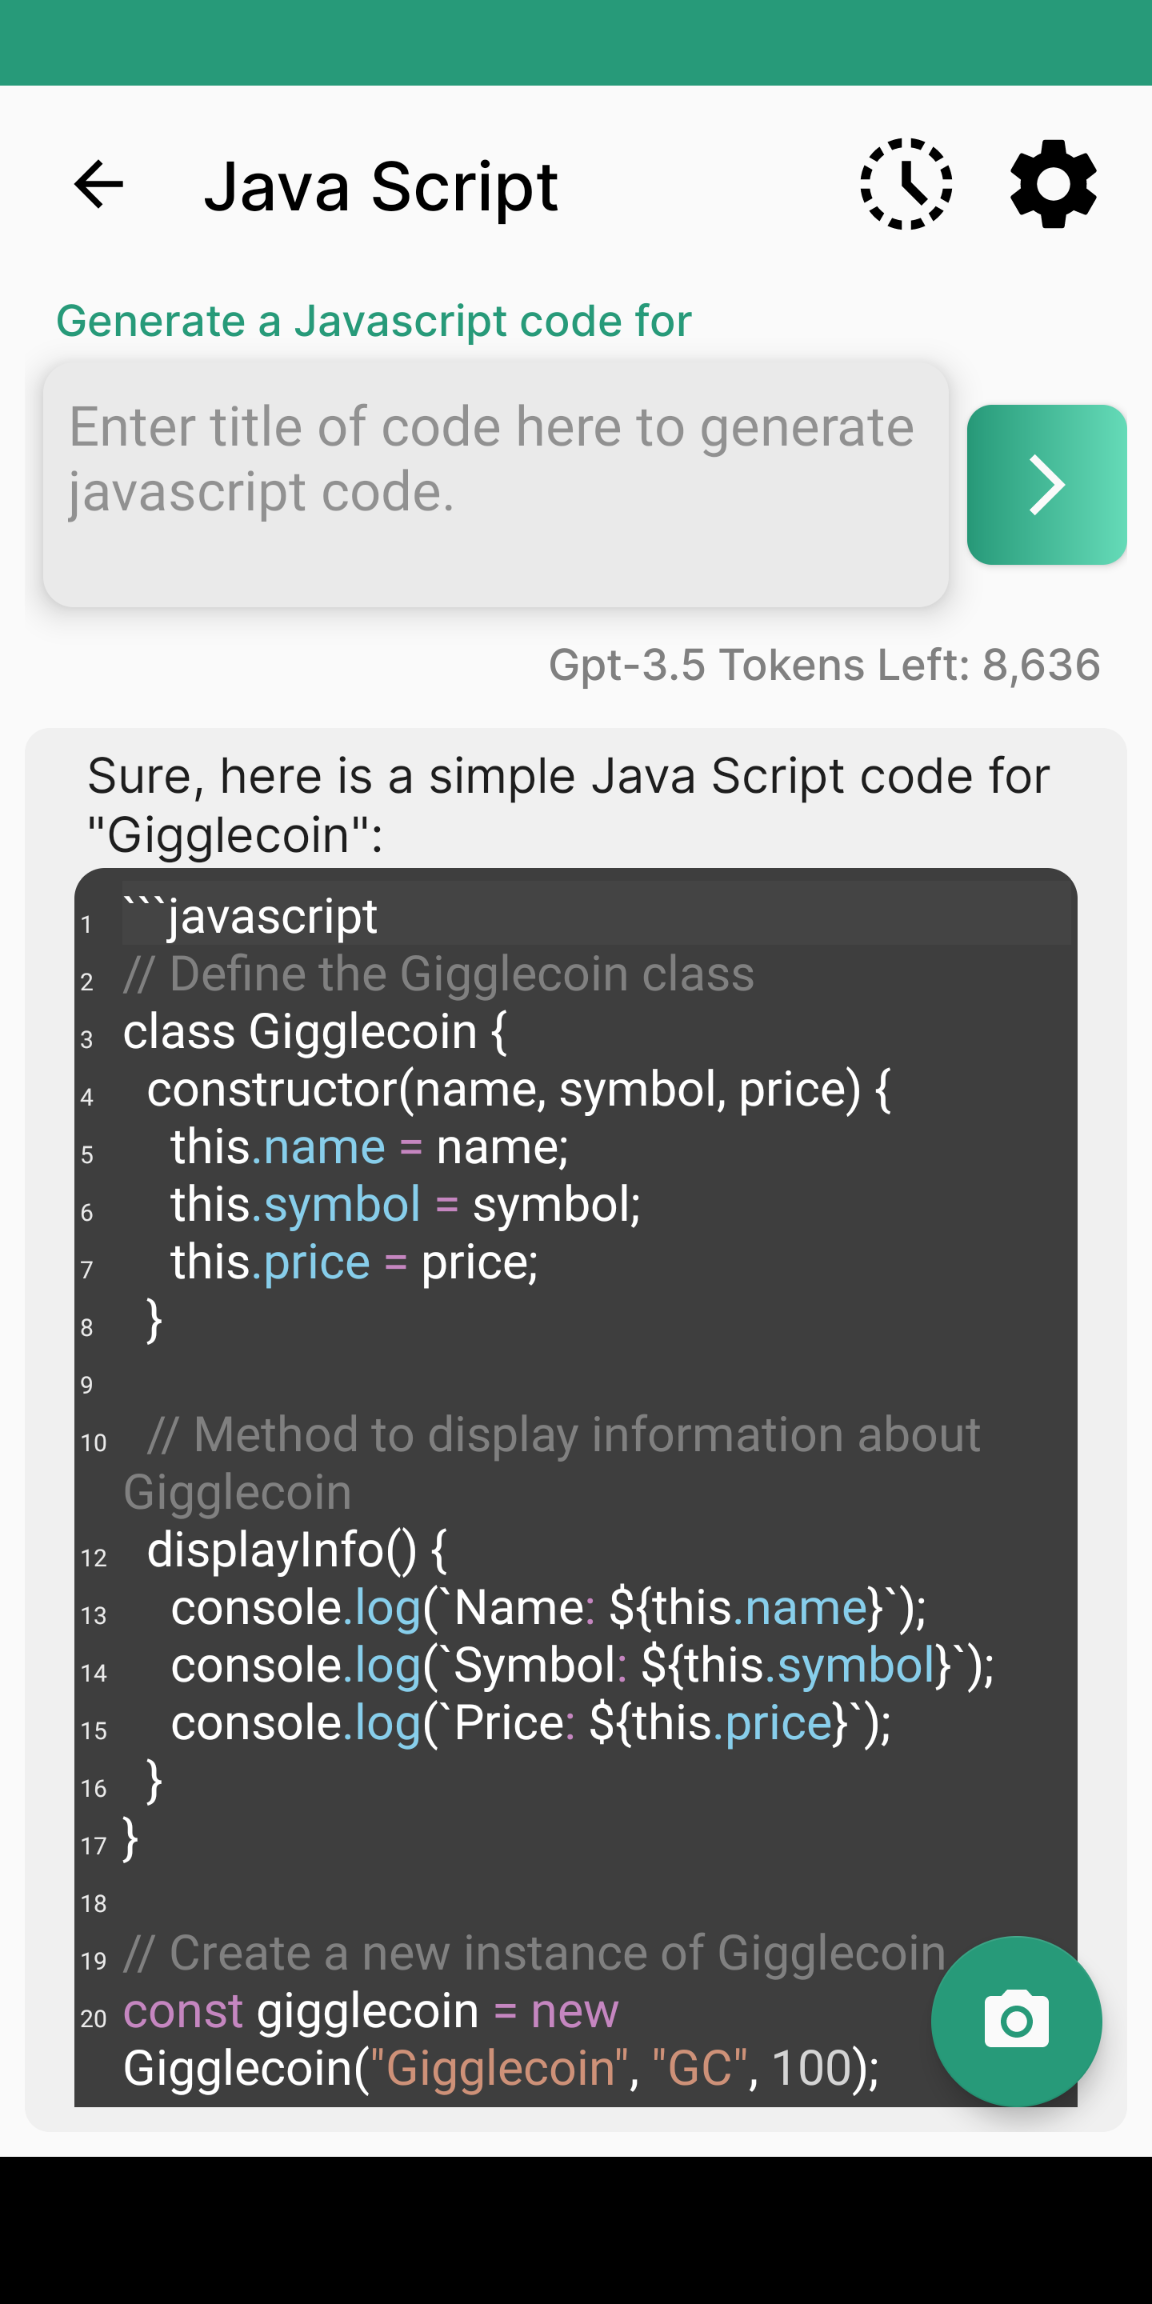 Java Script
Generate a Javascript code for
Enter title of code here to generate
javascript code.
Gpt-3.5 Tokens Left: 8,636
Sure, here is a simple Java Script code for
"Gigglecoin":
1 ```javascript
2 // Define the Gigglecoin class
3 class Gigglecoin {
4   constructor(name, symbol, price) {
5     this.name = name;
6     this.symbol = symbol;
7     this.price = price;
8   }
9
10   // Method to display information about
Gigglecoin
12   displayInfo() {
13     console.log(`Name: ${this.name}`);
14     console.log(`Symbol: ${this.symbol}`);
15     console.log(`Price: ${this.price}`);
16   }
17 }
18
19 // Create a new instance of Gigglecoin
20 const gigglecoin = new
Gigglecoin("Gigglecoin", "GC", 100);